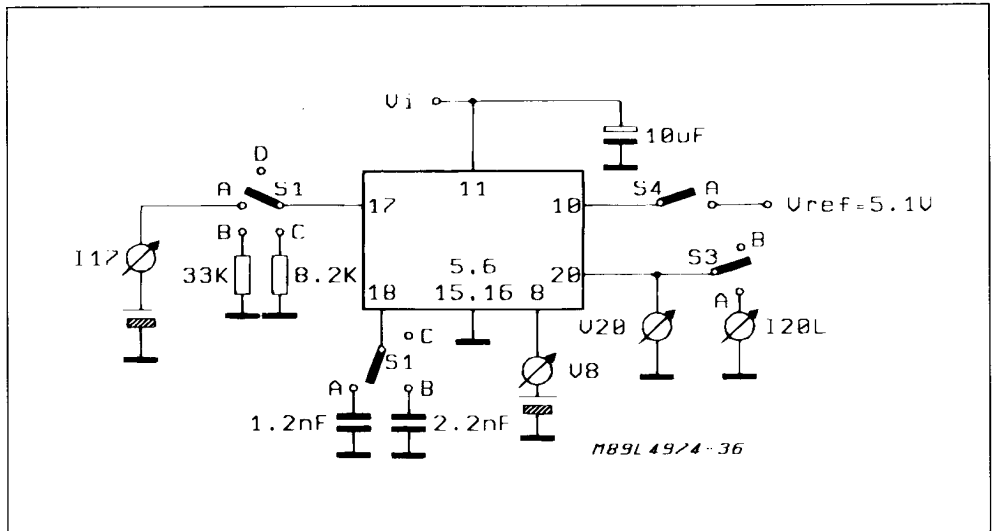 Vi
10uF
D
A S1
17
11
10
S4 A
Vref=5.1V
B C
I17
33K
8.2K
5.6
15.16
18
8
20
S3 B
A
V20
I20L
C
S1
A B
1.2nF
2.2nF
V8
M89L4974-36